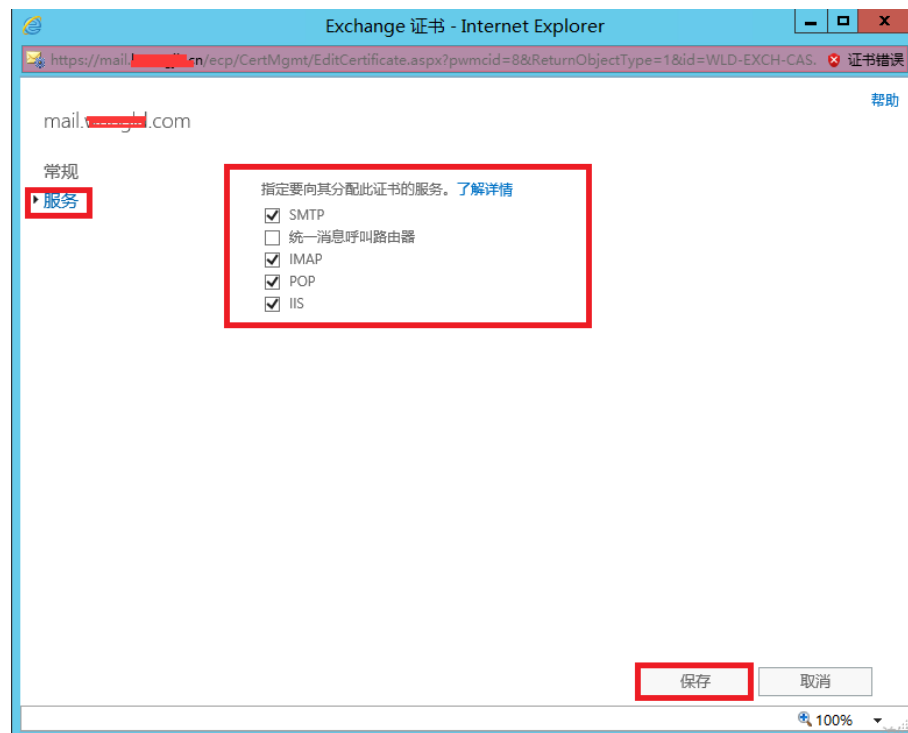 Exchange 证书 - Internet Explorer
https://mail. cn/ecp/CertMgmt/EditCertificate.aspx?pwmcid=8&ReturnObjectType=1&id=WLD-EXCH-CAS. 证书错误
帮助
mail. .com
常规
服务
指定要向其分配此证书的服务。了解详情
SMTP
统一消息呼叫路由器
IMAP
POP
IIS
保存 取消
100%